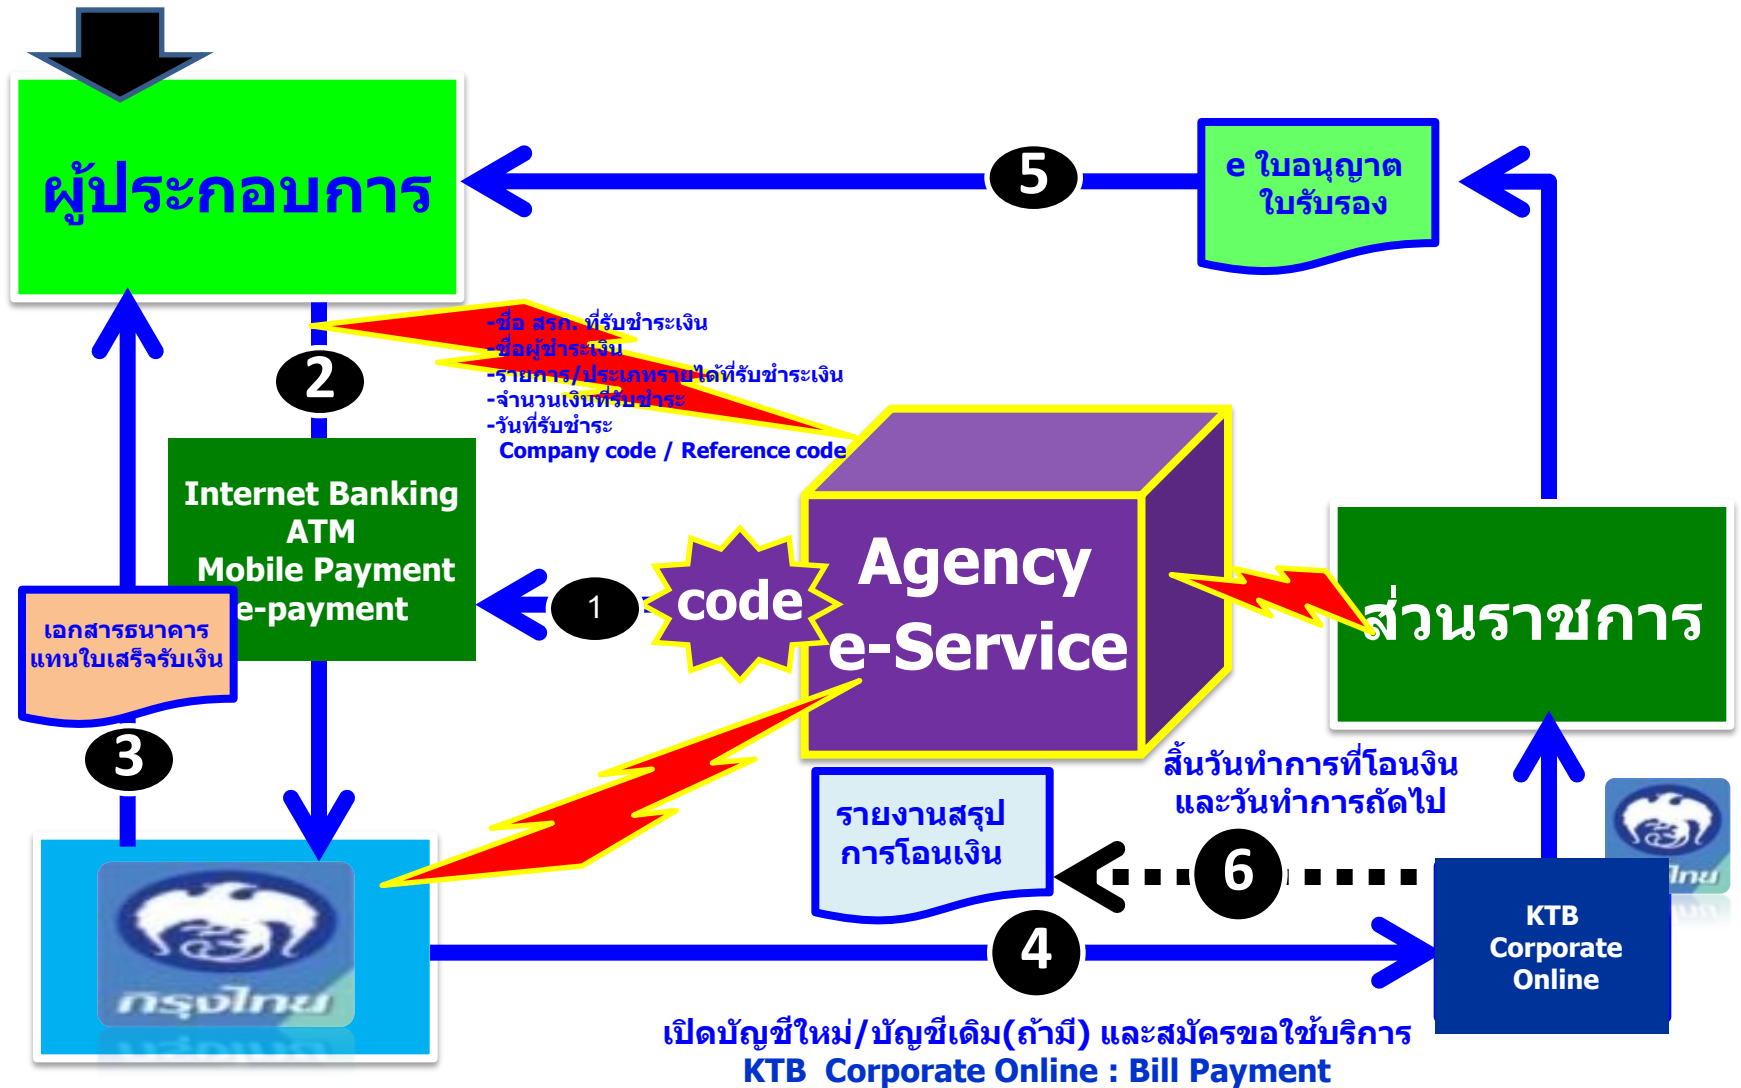 ผู้ประกอบการ
5
e ใบอนุญาต
ใบรับรอง
-ชื่อ สรก. ที่รับชำระเงิน
-ชื่อผู้ชำระเงิน
-รายการ/ประเภทรายได้ที่รับชำระเงิน
-จำนวนเงินที่รับชำระ
-วันที่รับชำระ
Company code / Reference code
2
Internet Banking
ATM
Mobile Payment
e-payment
1
code
Agency
e-Service
ส่วนราชการ
เอกสารธนาคาร
แทนใบเสร็จรับเงิน
3
สิ้นวันทำการที่โอนงิน
และวันทำการถัดไป
รายงานสรุป
การโอนเงิน
6
4
KTB
Corporate
Online
กรุงไทย
กรุงไทย
เปิดบัญชีใหม่/บัญชีเดิม(ถ้ามี) และสมัครขอใช้บริการ
KTB Corporate Online : Bill Payment